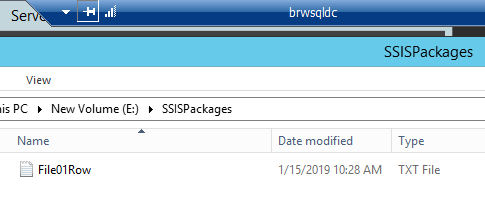 Serve
brwsqldc
SSISPackages
View
his PC ▸ New Volume (E:) ▸ SSISPackages
Name Date modified Type
File01Row 1/15/2019 10:28 AM TXT File